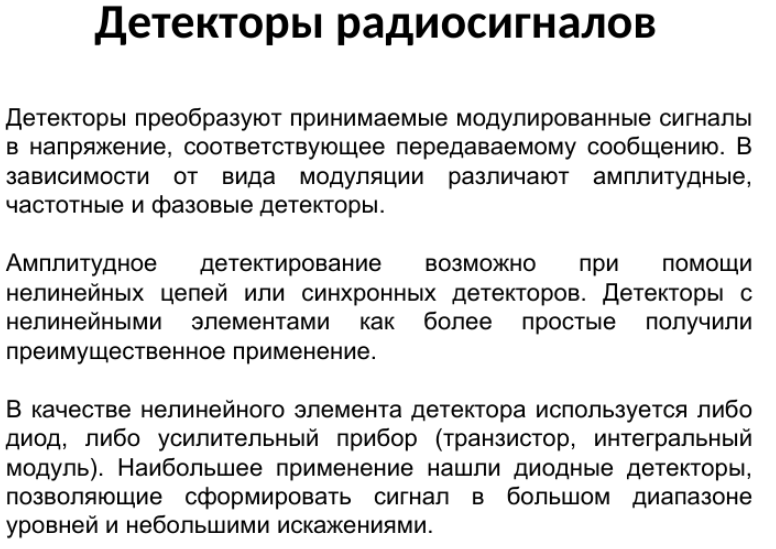 Детекторы радиосигналов
Детекторы преобразуют принимаемые модулированные сигналы
в напряжение, соответствующее передаваемому сообщению. В
зависимости от вида модуляции различают амплитудные,
частотные и фазовые детекторы.
Амплитудное детектирование возможно при помощи
нелинейных цепей или синхронных детекторов. Детекторы с
нелинейными элементами как более простые получили
преимущественное применение.
В качестве нелинейного элемента детектора используется либо
диод, либо усилительный прибор (транзистор, интегральный
модуль). Наибольшее применение нашли диодные детекторы,
позволяющие сформировать сигнал в большом диапазоне
уровней и небольшими искажениями.